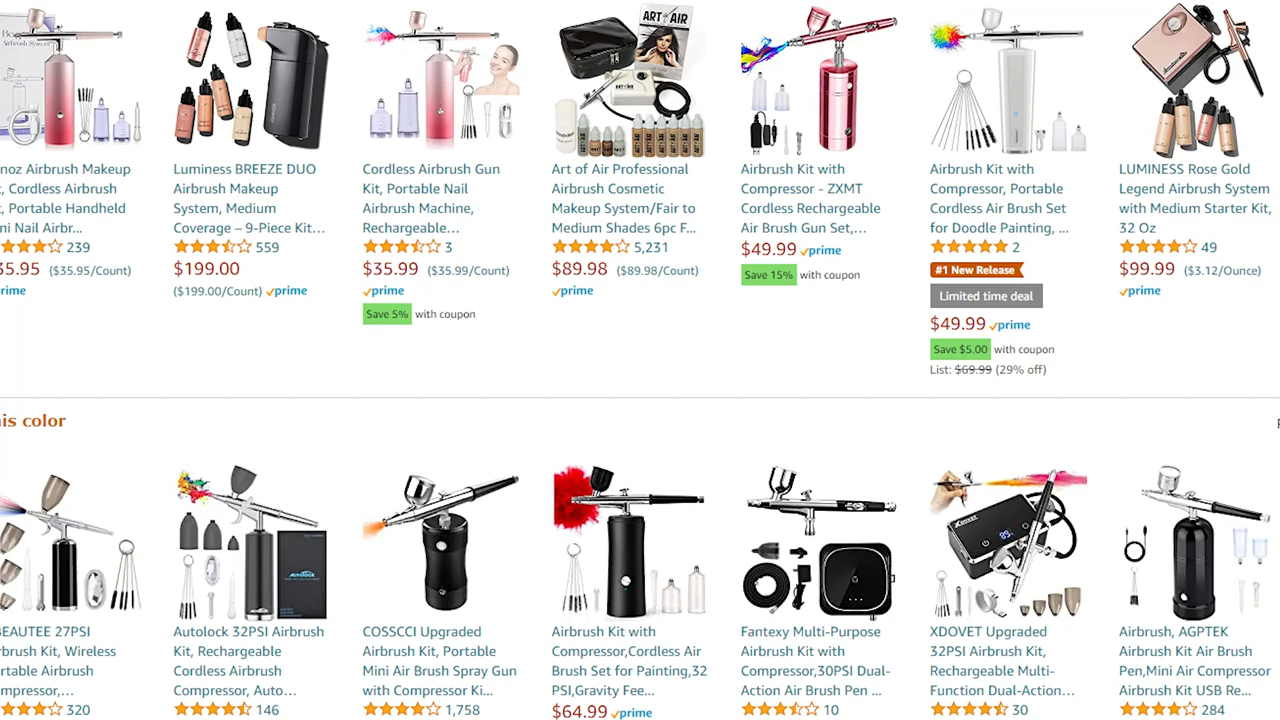 noz Airbrush Makeup
t, Cordless Airbrush
t, Portable Handheld
ni Nail Airbr...
239
35.95 ($35.95/Count)
rime
Luminess BREEZE DUO
Airbrush Makeup
System, Medium
Coverage – 9-Piece Kit...
559
$199.00
($199.00/Count) prime
Cordless Airbrush Gun
Kit, Portable Nail
Airbrush Machine,
Rechargeable...
3
$35.99 ($35.99/Count)
prime
Save 5% with coupon
ART of AIR
Art of Air Professional
Airbrush Cosmetic
Makeup System/Fair to
Medium Shades 6pc F...
5,231
$89.98 ($89.98/Count)
prime
Airbrush Kit with
Compressor - ZXMT
Cordless Rechargeable
Air Brush Gun Set,...
$49.99 prime
Save 15% with coupon
Airbrush Kit with
Compressor, Portable
Cordless Air Brush Set
for Doodle Painting, ...
2
#1 New Release
Limited time deal
$49.99 prime
Save $5.00 with coupon
List: $69.99 (29% off)
LUMINESS Rose Gold
Legend Airbrush System
with Medium Starter Kit,
32 Oz
49
$99.99 ($3.12/Ounce)
prime
is color
BEAUTEE 27PSI
rbrush Kit, Wireless
rtable Airbrush
mpressor,...
320
Autolock 32PSI Airbrush
Kit, Rechargeable
Cordless Airbrush
Compressor, Auto...
146
COSSCCI Upgraded
Airbrush Kit, Portable
Mini Air Brush Spray Gun
with Compressor Ki...
1,758
Airbrush Kit with
Compressor,Cordless Air
Brush Set for Painting,32
PSI,Gravity Fee...
$64.99 prime
Fantexy Multi-Purpose
Airbrush Kit with
Compressor,30PSI Dual-
Action Air Brush Pen ...
10
XDOVET Upgraded
32PSI Airbrush Kit,
Rechargeable Multi-
Function Dual-Action...
30
Airbrush, AGPTEK
Airbrush Kit Air Brush
Pen,Mini Air Compressor
Airbrush Kit USB Re...
284